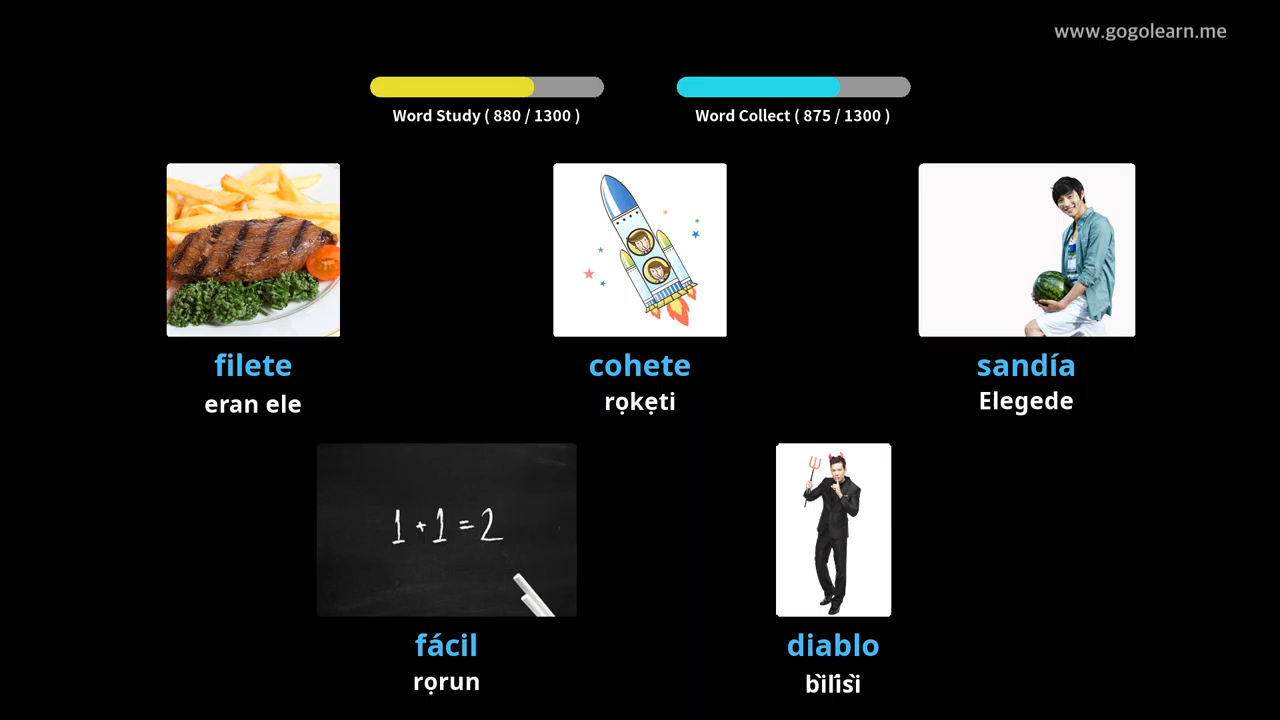 www.gogolearn.me
Word Study ( 880 / 1300 )
Word Collect ( 875 / 1300 )
filete
eran ele
cohete
rọkẹti
sandía
Elegede
1 + 1 = 2
fácil
rọrun
diablo
bìlísì